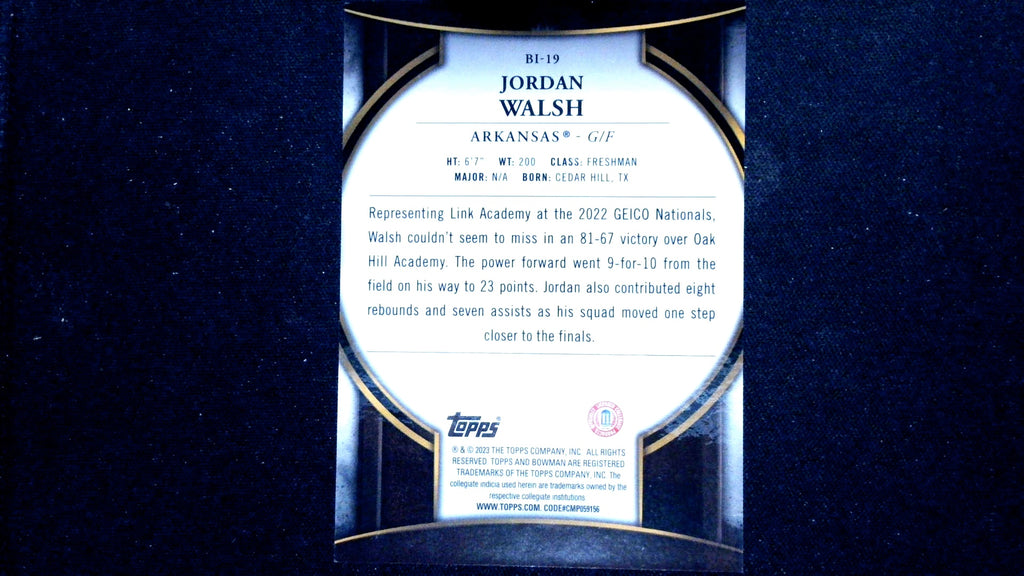 BI-19
JORDAN
WALSH
ARKANSAS® - G/F
HT: 6'7" WT: 200 CLASS: FRESHMAN
MAJOR: N/A BORN: CEDAR HILL, TX
Representing Link Academy at the 2022 GEICO Nationals,
Walsh couldn't seem to miss in an 81-67 victory over Oak
Hill Academy. The power forward went 9-for-10 from the
field on his way to 23 points. Jordan also contributed eight
rebounds and seven assists as his squad moved one step
closer to the finals.
Topps®
® & © 2023 THE TOPPS COMPANY, INC. ALL RIGHTS
RESERVED. TOPPS AND BOWMAN ARE REGISTERED
TRADEMARKS OF THE TOPPS COMPANY, INC. The
collegiate indicia used herein are trademarks owned by the
respective collegiate institutions
WWW.TOPPS.COM. CODE#CMP059156